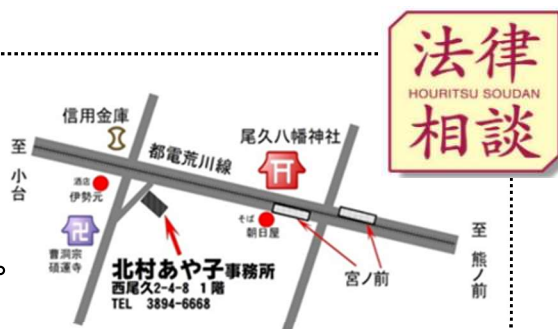 法律
HOURITSU SOUDAN
相談
信用金庫
尾久八幡神社
至 小台
都電荒川線
酒店
伊勢元
そば
朝日屋
至 熊ノ前
曹洞宗
碩運寺
宮ノ前
北村あや子事務所
西尾久2-4-8 1階
TEL 3894-6668
。